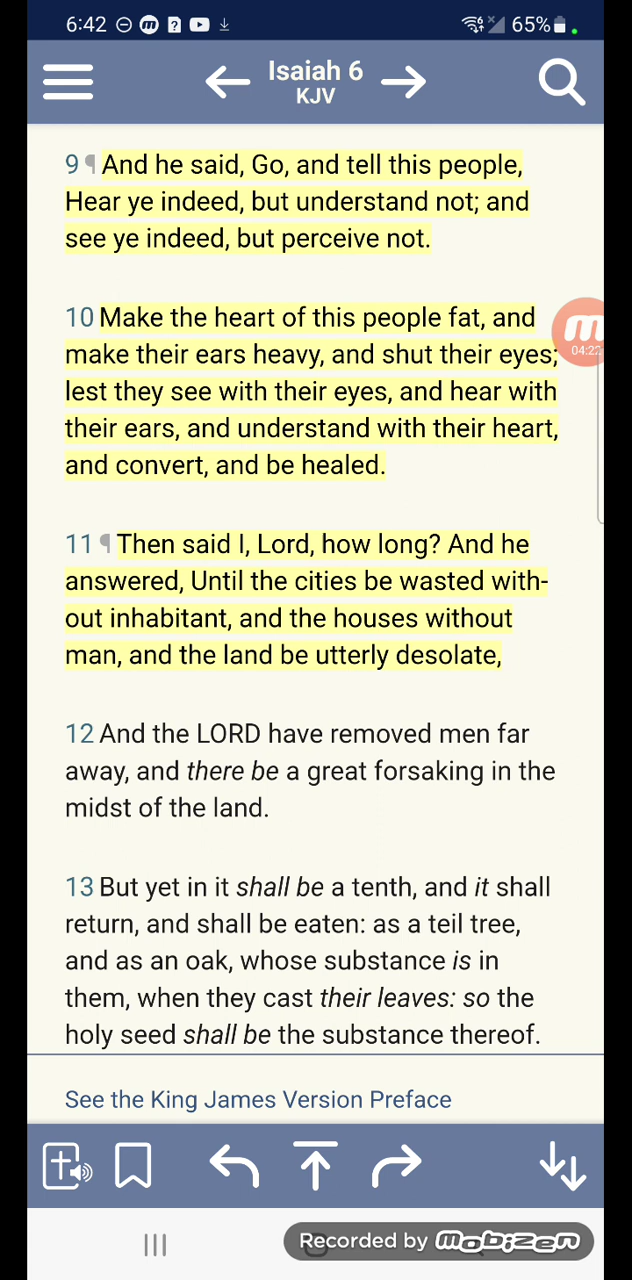 6:42
65%
Isaiah 6
KJV
9 ¶ And he said, Go, and tell this people,
Hear ye indeed, but understand not; and
see ye indeed, but perceive not.
10 Make the heart of this people fat, and
make their ears heavy, and shut their eyes;
lest they see with their eyes, and hear with
their ears, and understand with their heart,
and convert, and be healed.
m
04:22
11 ¶ Then said I, Lord, how long? And he
answered, Until the cities be wasted with-
out inhabitant, and the houses without
man, and the land be utterly desolate,
12 And the LORD have removed men far
away, and there be a great forsaking in the
midst of the land.
13 But yet in it shall be a tenth, and it shall
return, and shall be eaten: as a teil tree,
and as an oak, whose substance is in
them, when they cast their leaves: so the
holy seed shall be the substance thereof.
See the King James Version Preface
Recorded by mobizen